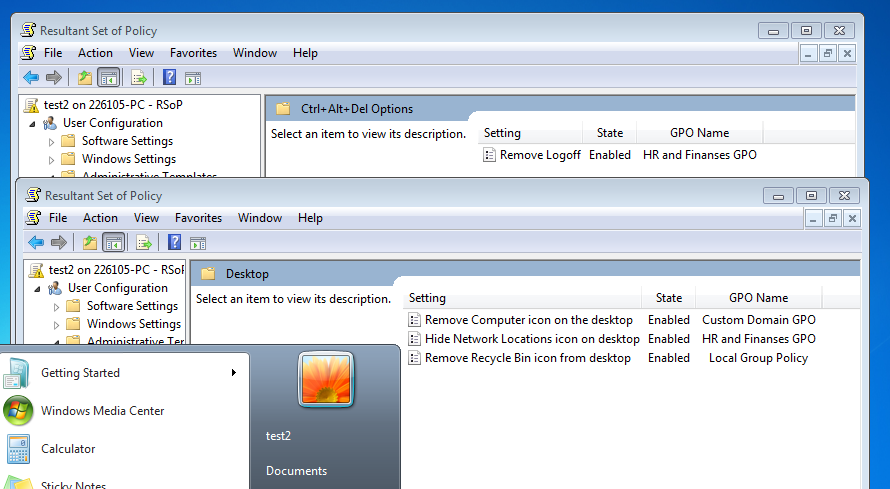 Resultant Set of Policy
File Action View Favorites Window Help
test2 on 226105-PC - RSoP
User Configuration
Software Settings
Windows Settings
Administrative Templates
Ctrl+Alt+Del Options
Select an item to view its description.
Setting State GPO Name
Remove Logoff Enabled HR and Finanses GPO
Resultant Set of Policy
File Action View Favorites Window Help
test2 on 226105-PC - RSoP
User Configuration
Software Settings
Windows Settings
Administrative Ter
Desktop
Select an item to view its description.
Setting State GPO Name
Remove Computer icon on the desktop Enabled Custom Domain GPO
Hide Network Locations icon on desktop Enabled HR and Finanses GPO
Remove Recycle Bin icon from desktop Enabled Local Group Policy
Getting Started
Windows Media Center
Calculator
Sticky Notes
test2
Documents